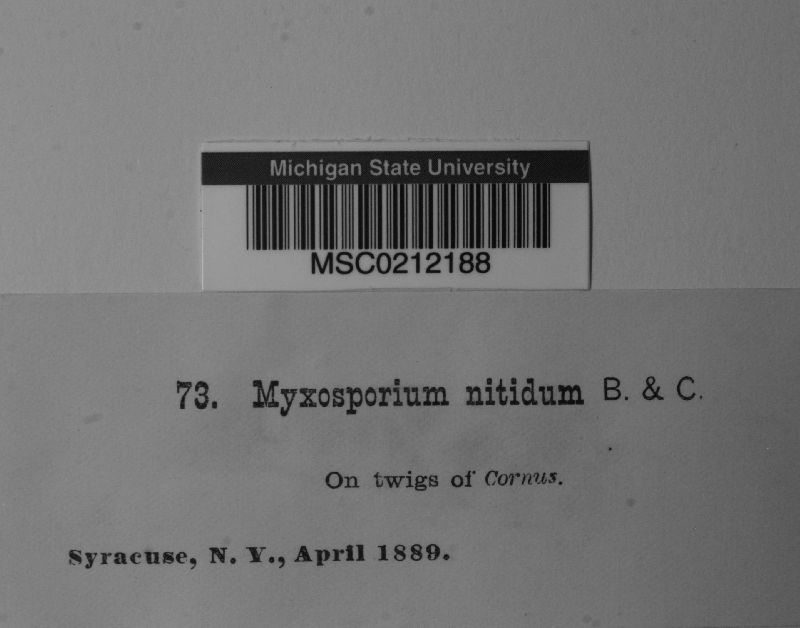 Michigan State University
MSC0212188
73. Myxosporium nitidum B. & C.
On twigs of Cornus.
Syracuse, N. Y., April 1889.